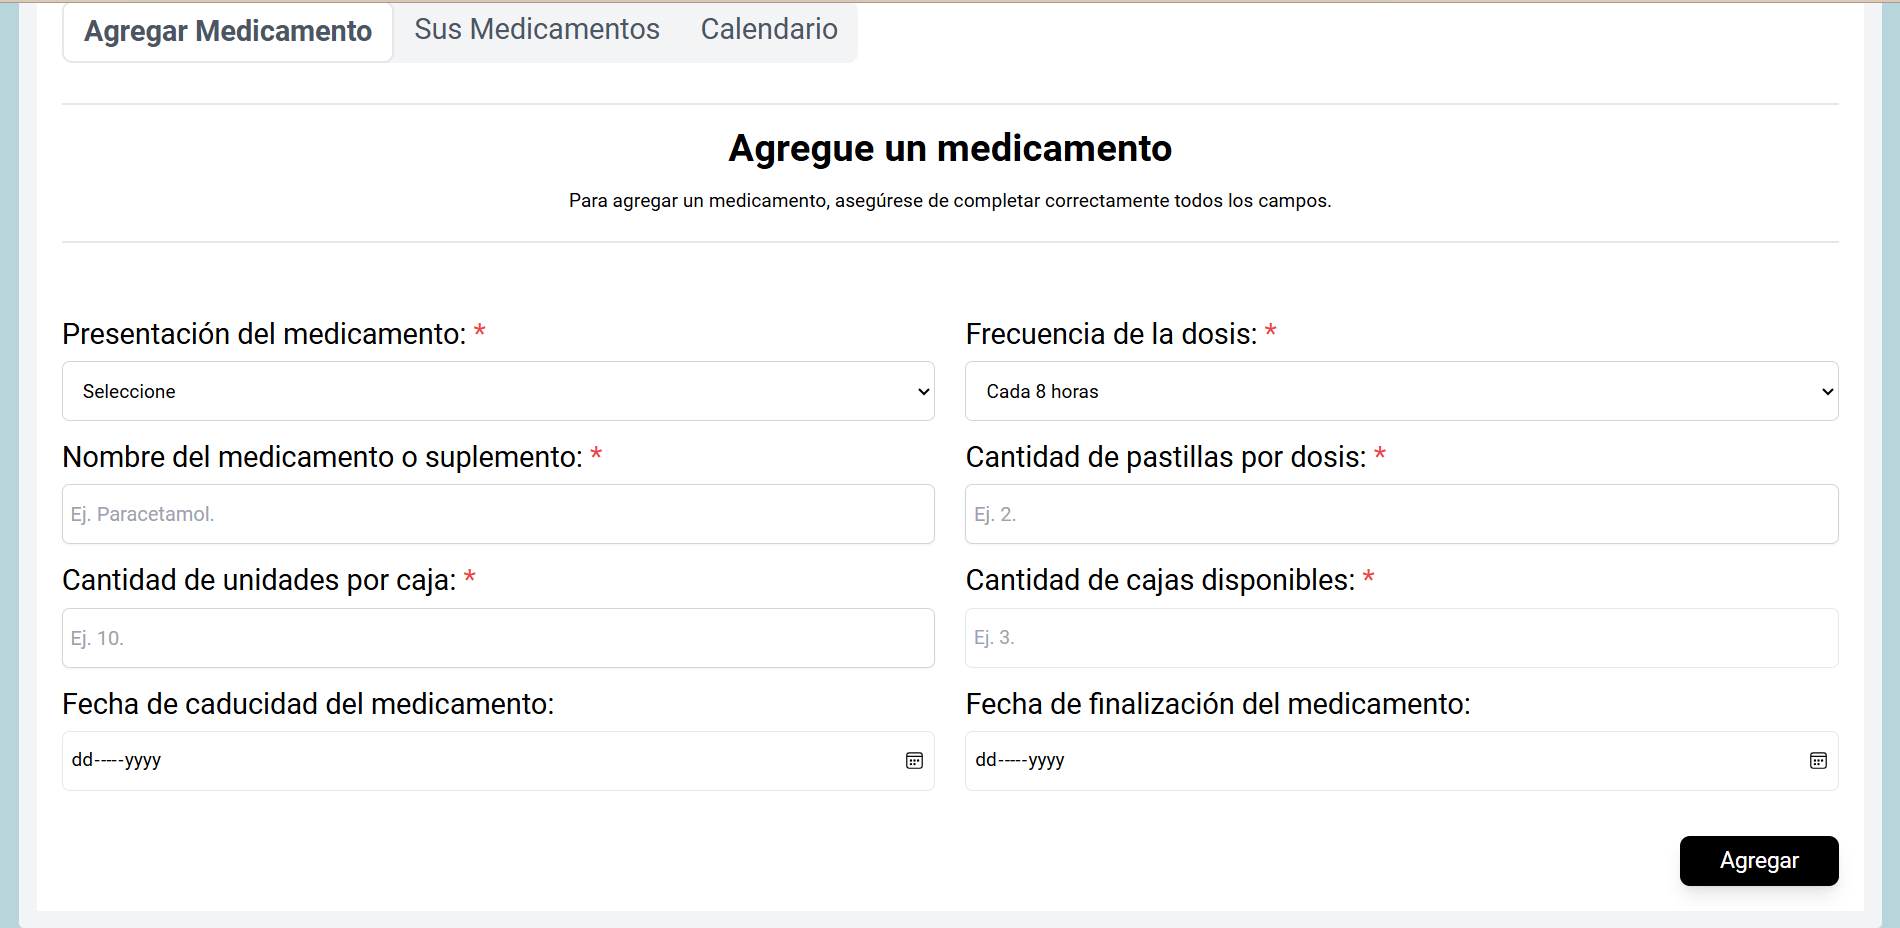 Agregar Medicamento Sus Medicamentos Calendario
Agregue un medicamento
Para agregar un medicamento, asegúrese de completar correctamente todos los campos.
Presentación del medicamento: * Frecuencia de la dosis: *
Seleccione Cada 8 horas
Nombre del medicamento o suplemento: * Cantidad de pastillas por dosis: *
Ej. Paracetamol. Ej. 2.
Cantidad de unidades por caja: * Cantidad de cajas disponibles: *
Ej. 10. Ej. 3.
Fecha de caducidad del medicamento: Fecha de finalización del medicamento:
dd-----yyyy dd-----yyyy
Agregar